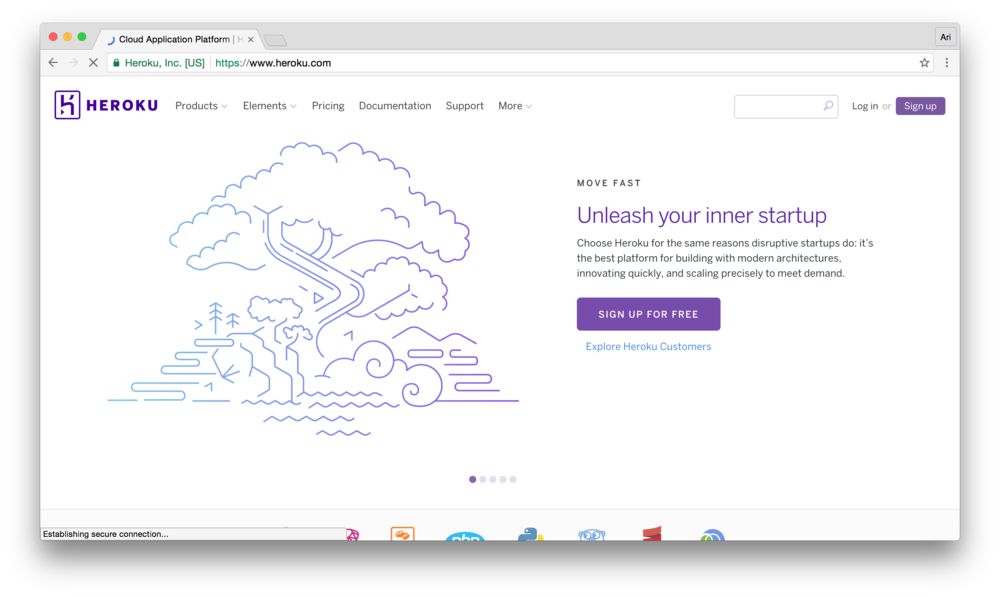 Cloud Application Platform | H
Ari
Heroku, Inc. [US]
https://www.heroku.com
HEROKU
Products
Elements
Pricing
Documentation
Support
More
Log in or
Sign up
MOVE FAST
Unleash your inner startup
Choose Heroku for the same reasons disruptive startups do: it's
the best platform for building with modern architectures,
innovating quickly, and scaling precisely to meet demand.
SIGN UP FOR FREE
Explore Heroku Customers
Establishing secure connection...
php